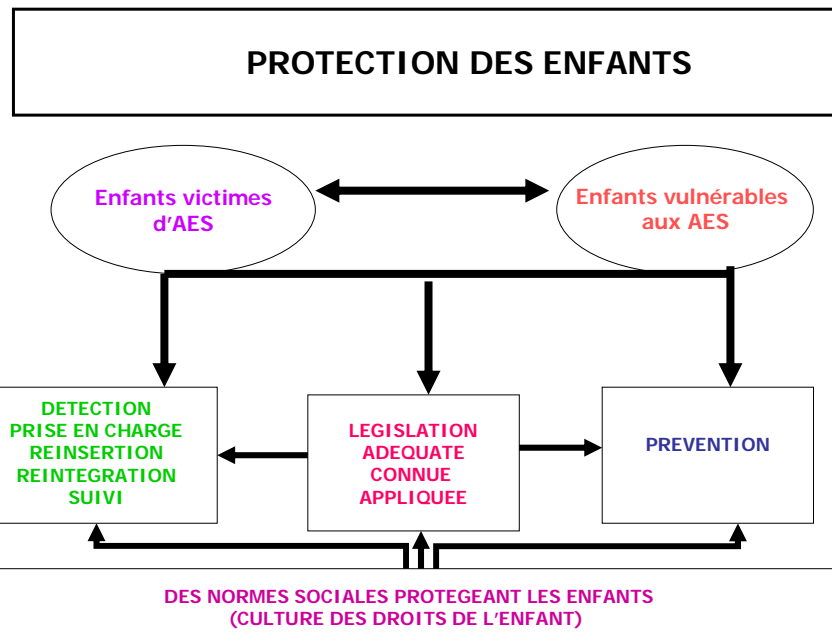 PROTECTION DES ENFANTS
Enfants victimes
d'AES
Enfants vulnérables
aux AES
DETECTION
PRISE EN CHARGE
REINSERTION
REINTEGRATION
SUIVI
LEGISLATION
ADEQUATE
CONNUE
APPLIQUEE
PREVENTION
DES NORMES SOCIALES PROTEGEANT LES ENFANTS
(CULTURE DES DROITS DE L'ENFANT)